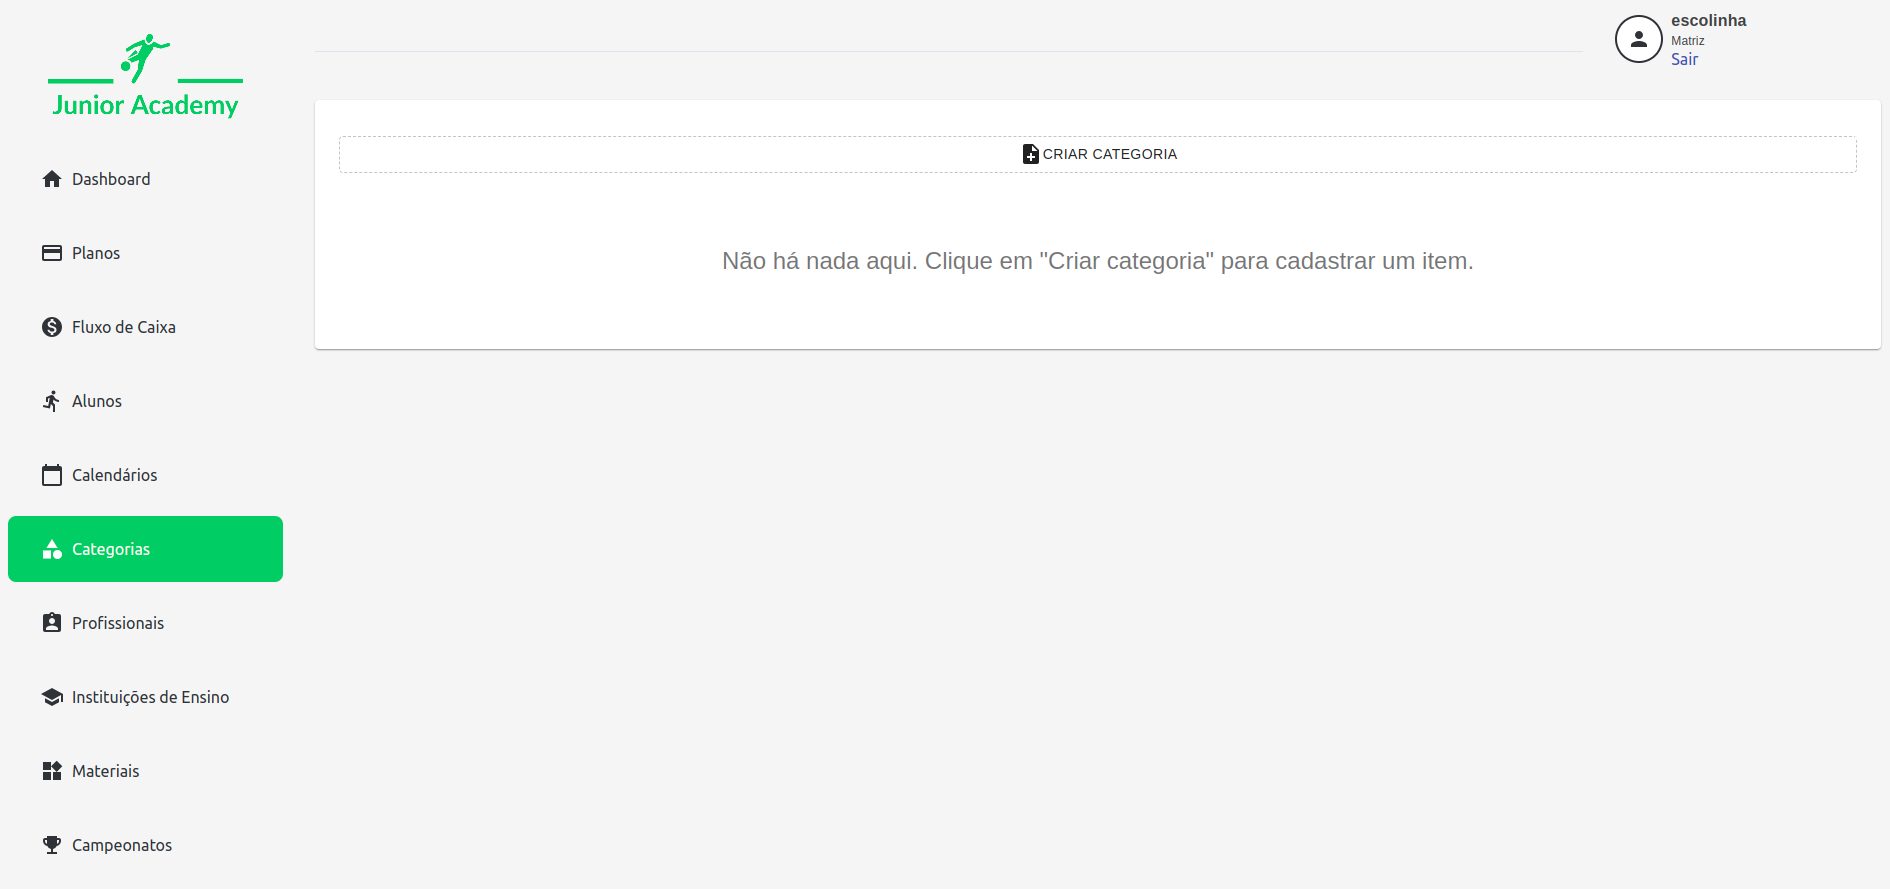 Junior Academy
escolinha
Matriz
Sair
Dashboard
Planos
Fluxo de Caixa
Alunos
Calendários
Categorias
Profissionais
Instituições de Ensino
Materiais
Campeonatos
CRIAR CATEGORIA
Não há nada aqui. Clique em "Criar categoria" para cadastrar um item.